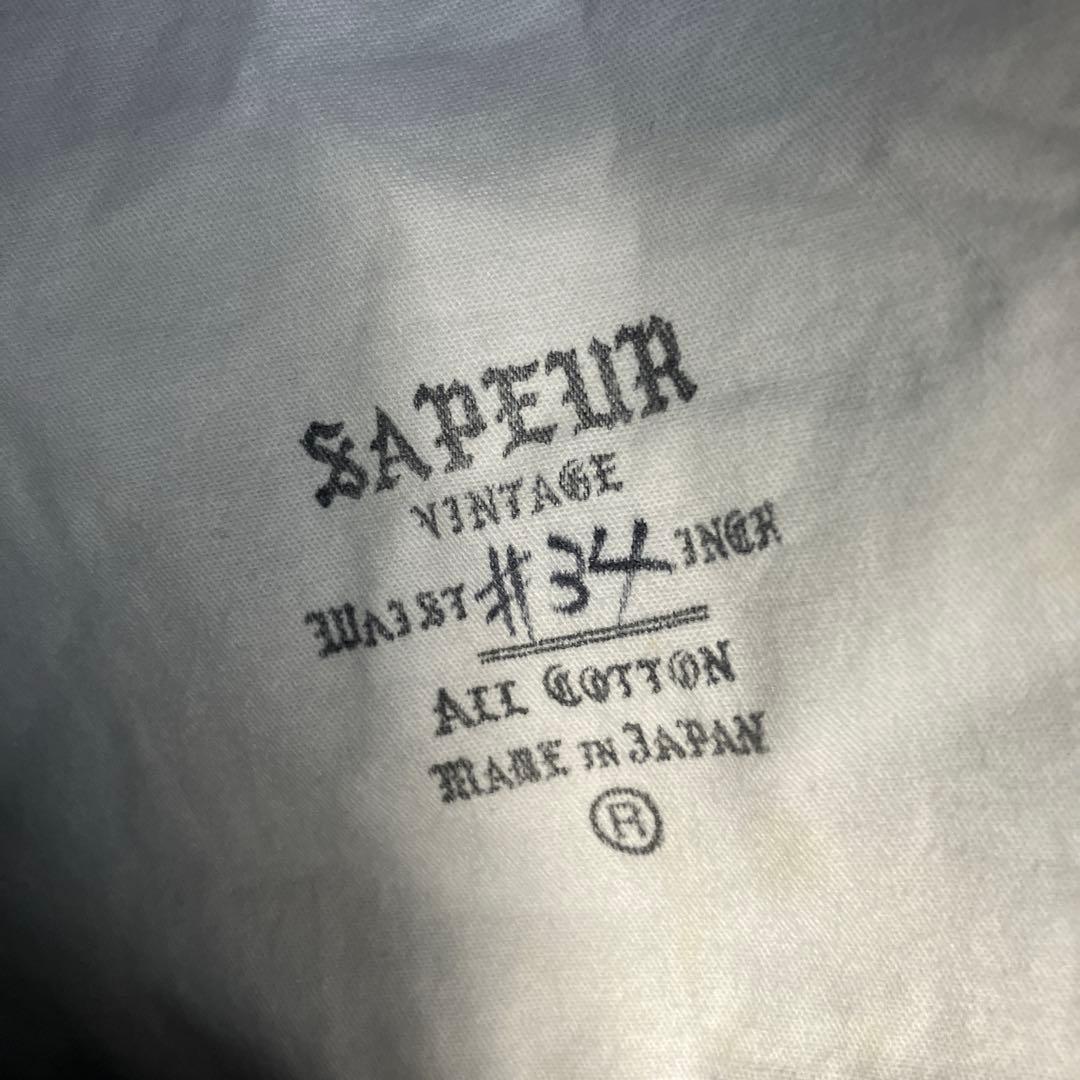 SAPEUR
VINTAGE
WAIST #34 INCH
ALL COTTON
MADE IN JAPAN
®